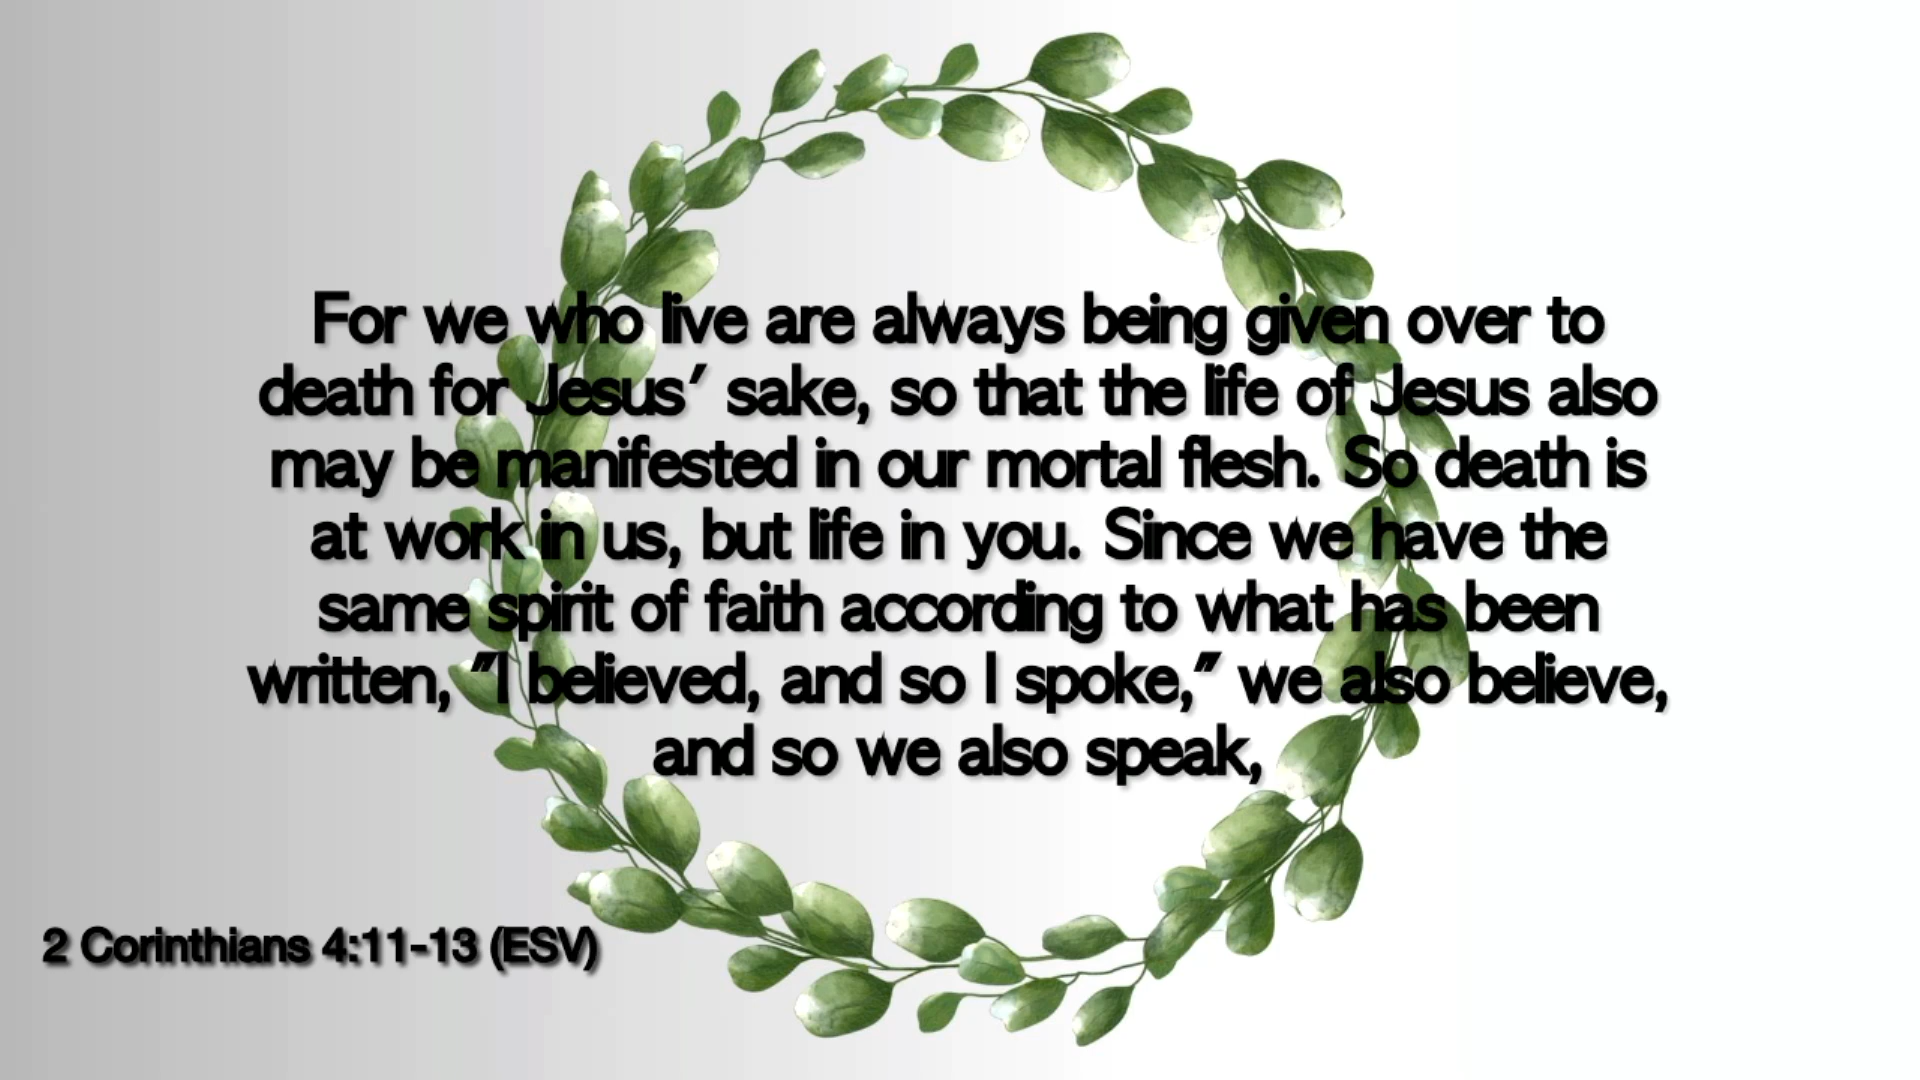 For we who live are always being given over to
death for Jesus’ sake, so that the life of Jesus also
may be manifested in our mortal flesh. So death is
at work in us, but life in you. Since we have the
same spirit of faith according to what has been
written, “I believed, and so I spoke,” we also believe,
and so we also speak,
2 Corinthians 4:11-13 (ESV)